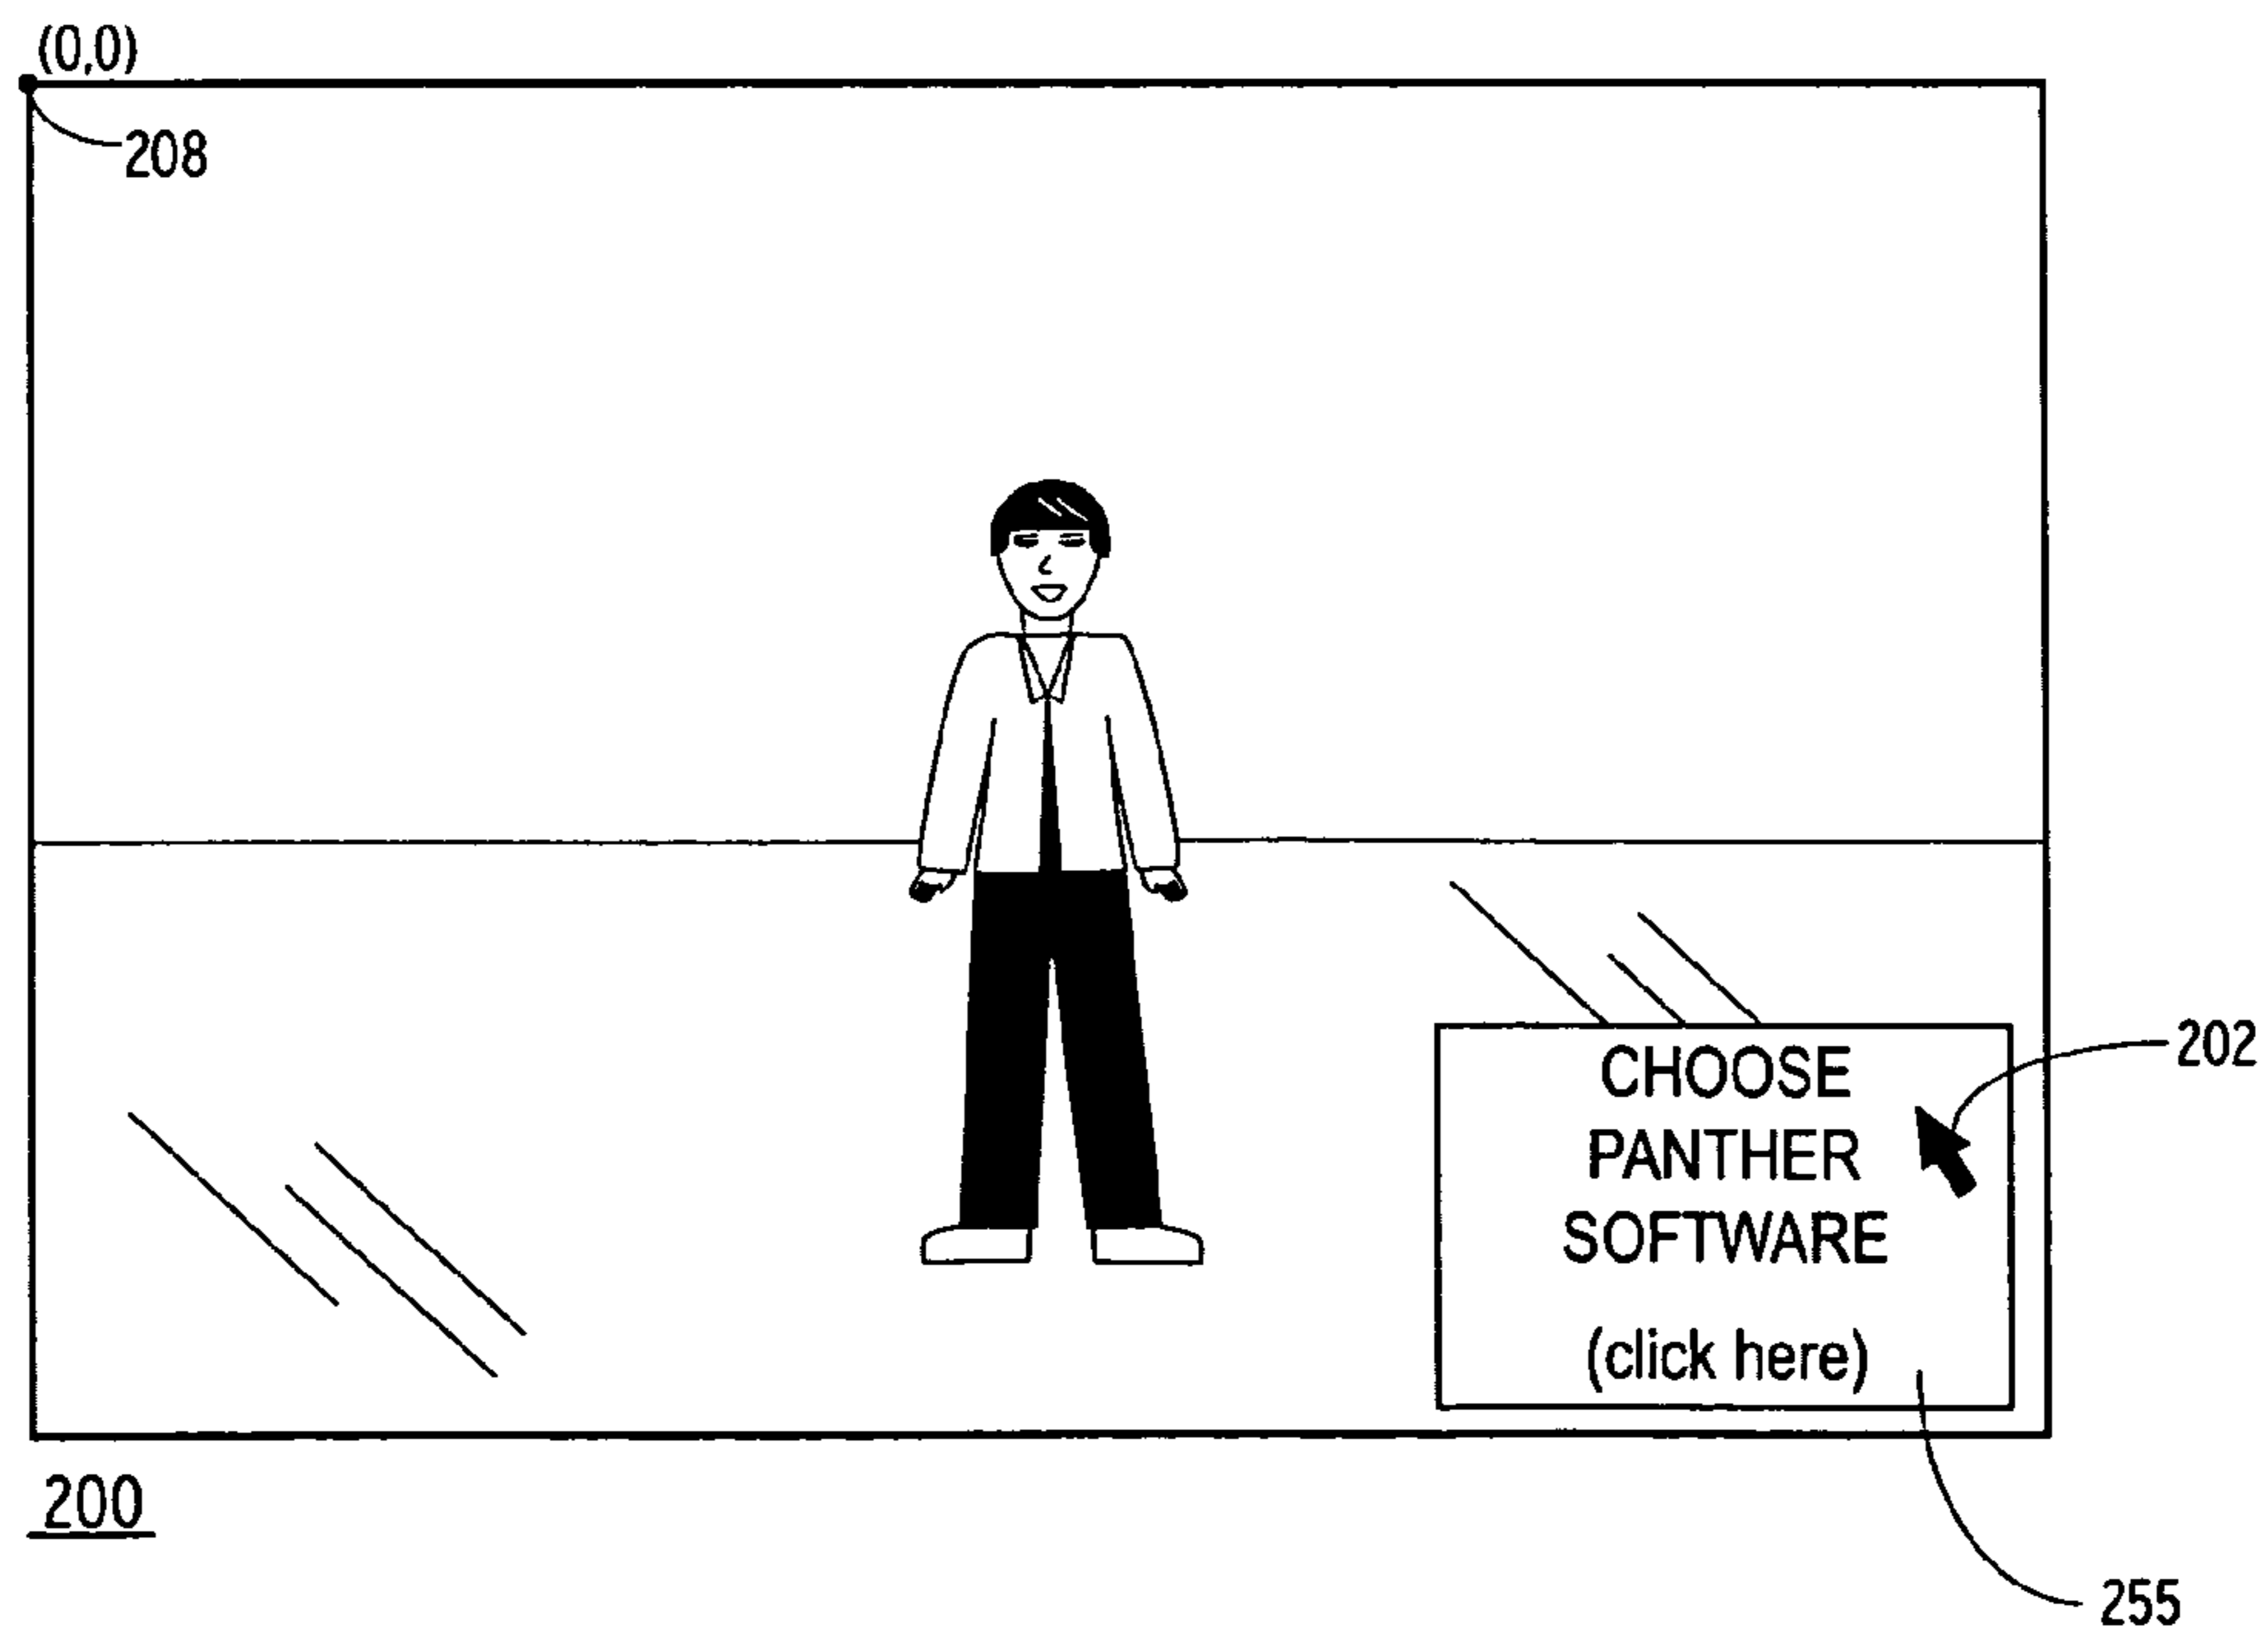 (0,0)
208
CHOOSE
PANTHER
SOFTWARE
(click here)
202
200
255